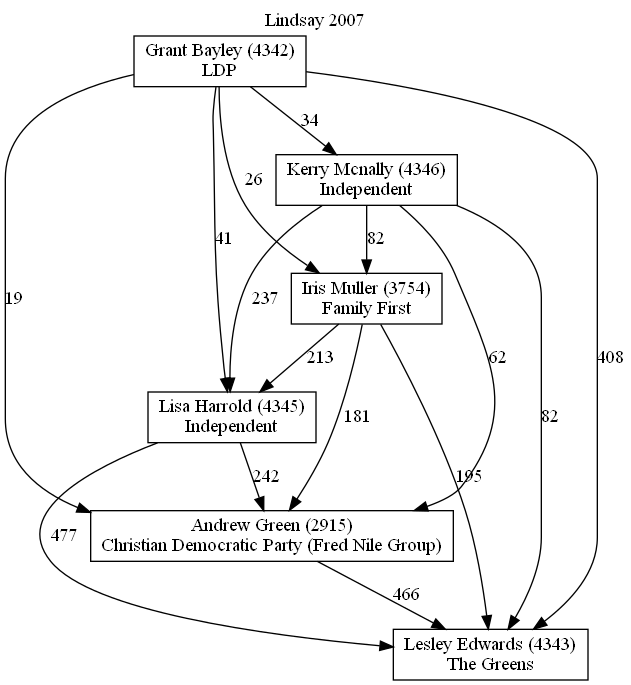 Lindsay 2007
Grant Bayley (4342)
LDP
34
Kerry Mcnally (4346)
Independent
26
41
82
237
19
Iris Muller (3754)
Family First
213
62
408
Lisa Harrold (4345)
Independent
181
82
242
195
477
Andrew Green (2915)
Christian Democratic Party (Fred Nile Group)
466
Lesley Edwards (4343)
The Greens